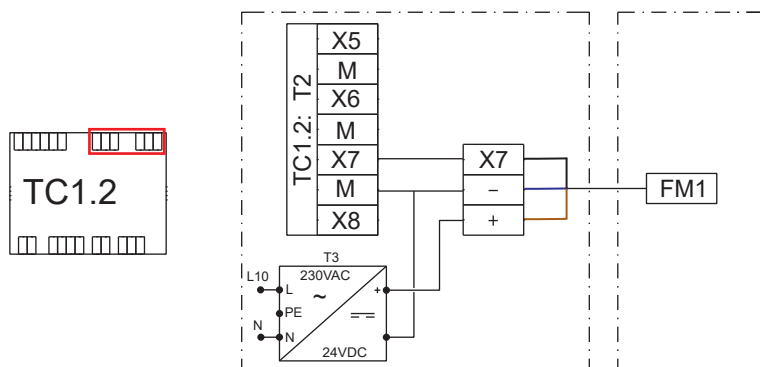 TC1.2
TC1.2: T2
X5
M
X6
M
X7
M
X8
X7
–
+
FM1
T3
230VAC
L10
L
~
+
PE
N
N
24VDC